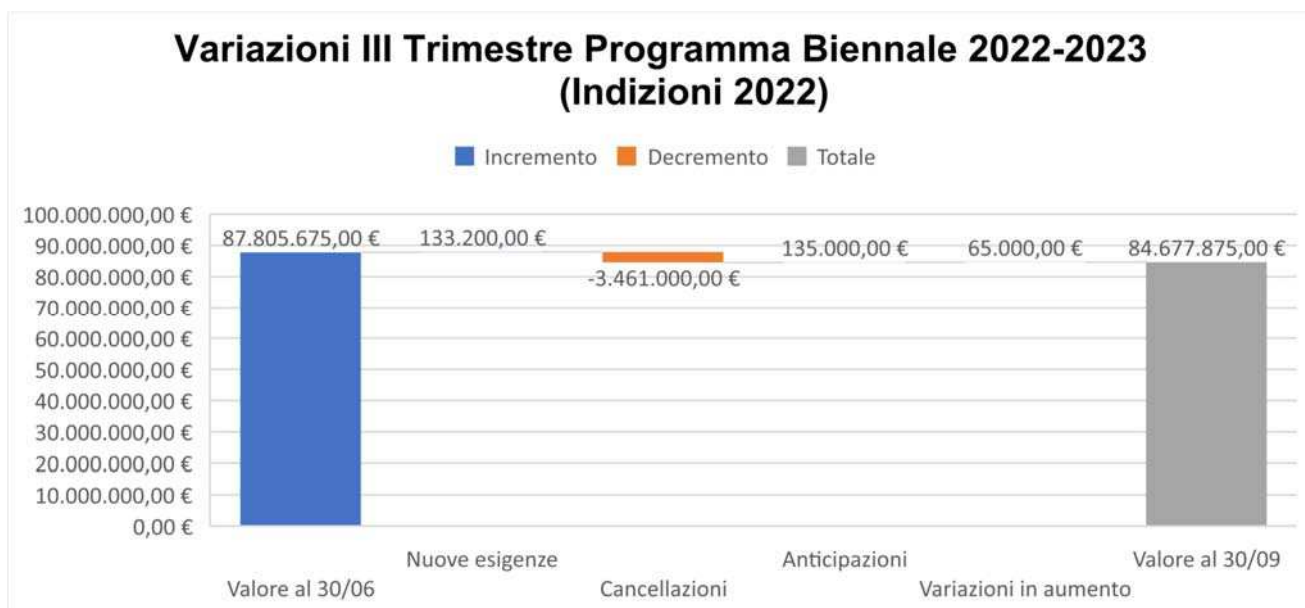 Variazioni III Trimestre Programma Biennale 2022-2023
(Indizioni 2022)
Incremento Decremento Totale
100.000.000,00 €
90.000.000,00 €
80.000.000,00 €
70.000.000,00 €
60.000.000,00 €
50.000.000,00 €
40.000.000,00 €
30.000.000,00 €
20.000.000,00 €
10.000.000,00 €
0,00 €
87.805.675,00 € 133.200,00 € 135.000,00 € 65.000,00 € 84.677.875,00 €
-3.461.000,00 €
Nuove esigenze Anticipazioni Valore al 30/09
Valore al 30/06 Cancellazioni Variazioni in aumento